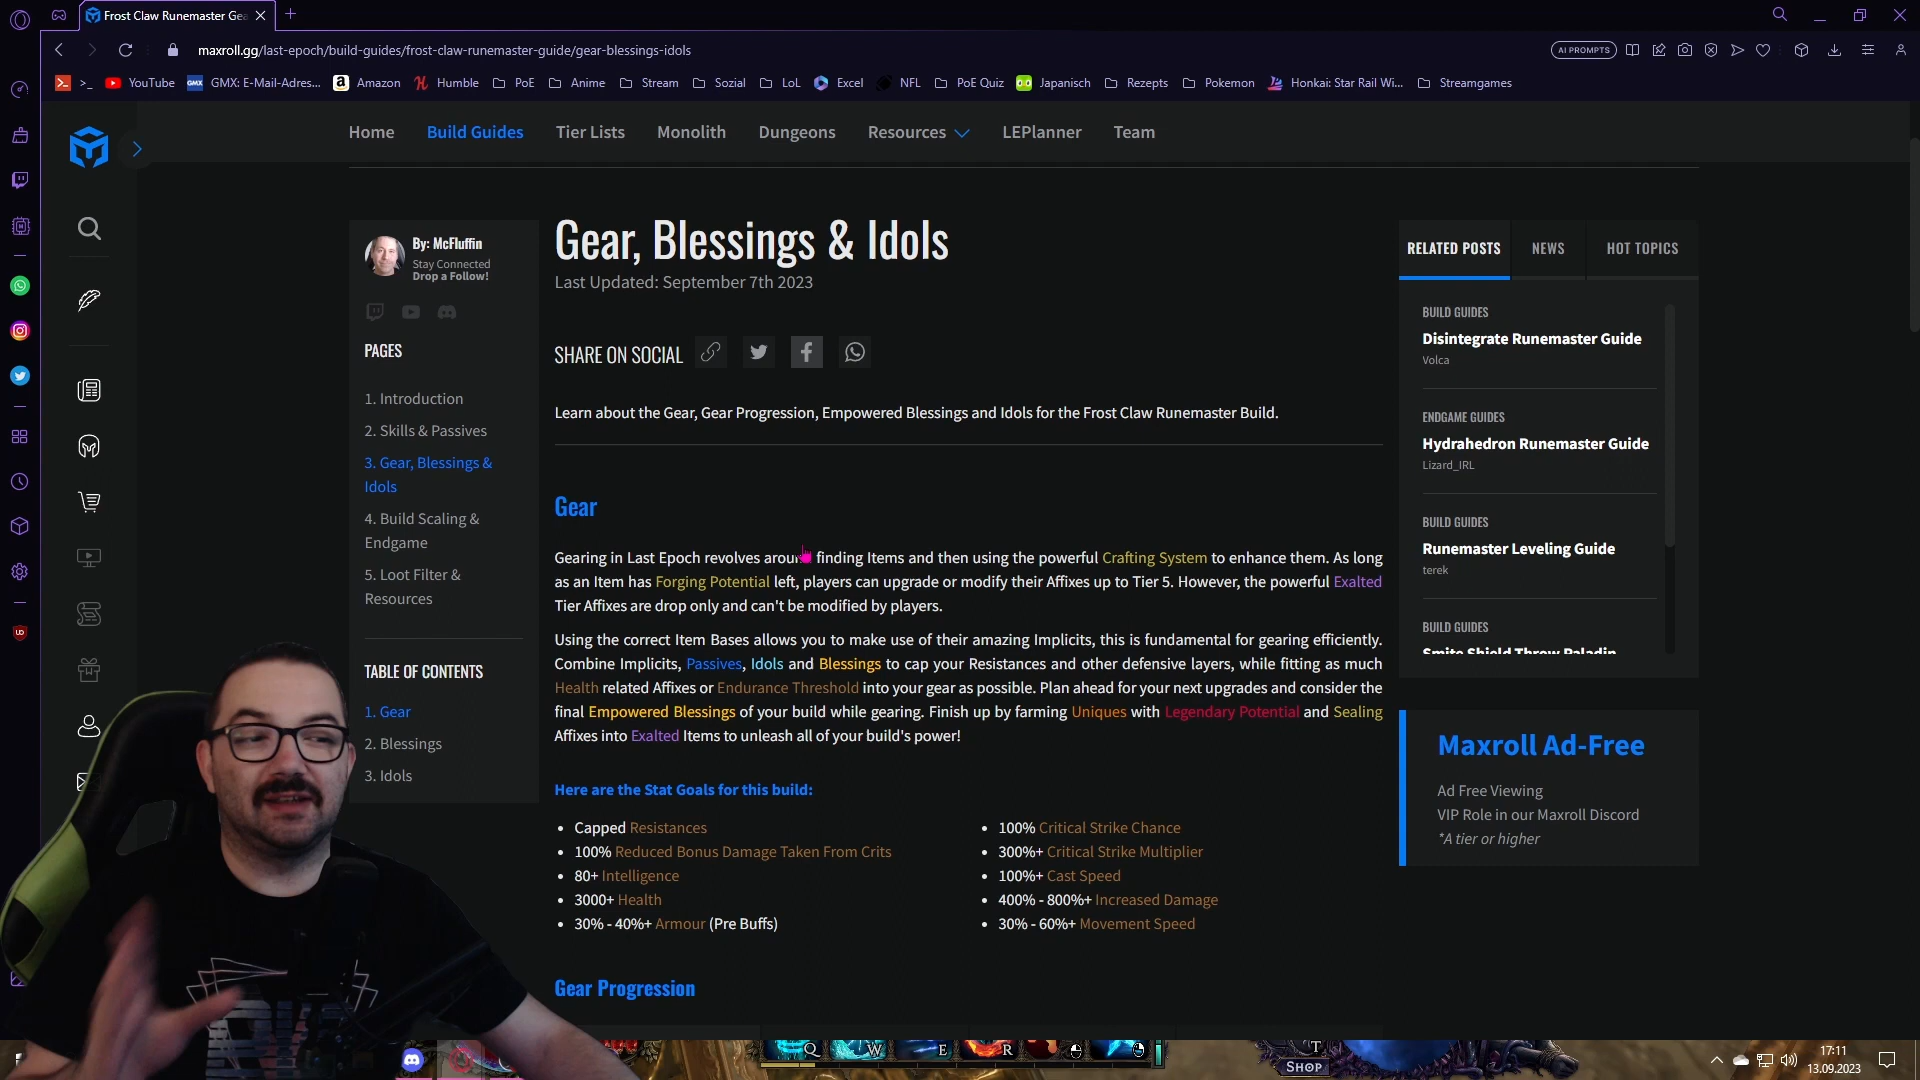 Frost Claw Runemaster Gea
maxroll.gg/last-epoch/build-guides/frost-claw-runemaster-guide/gear-blessings-idols
AI PROMPTS
>_ YouTube GMX: E-Mail-Adres... Amazon Humble PoE Anime Stream Sozial LoL Excel NFL PoE Quiz Japanisch Rezepts Pokemon Honkai: Star Rail Wi... Streamgames
Home Build Guides Tier Lists Monolith Dungeons Resources LEPlanner Team
By: McFluffin
Stay Connected
Drop a Follow!
PAGES
1. Introduction
2. Skills & Passives
3. Gear, Blessings &
Idols
4. Build Scaling &
Endgame
5. Loot Filter &
Resources
TABLE OF CONTENTS
1. Gear
2. Blessings
3. Idols
Gear, Blessings & Idols
Last Updated: September 7th 2023
SHARE ON SOCIAL
Learn about the Gear, Gear Progression, Empowered Blessings and Idols for the Frost Claw Runemaster Build.
Gear
Gearing in Last Epoch revolves around finding Items and then using the powerful Crafting System to enhance them. As long
as an Item has Forging Potential left, players can upgrade or modify their Affixes up to Tier 5. However, the powerful Exalted
Tier Affixes are drop only and can't be modified by players.
Using the correct Item Bases allows you to make use of their amazing Implicits, this is fundamental for gearing efficiently.
Combine Implicits, Passives, Idols and Blessings to cap your Resistances and other defensive layers, while fitting as much
Health related Affixes or Endurance Threshold into your gear as possible. Plan ahead for your next upgrades and consider the
final Empowered Blessings of your build while gearing. Finish up by farming Uniques with Legendary Potential and Sealing
Affixes into Exalted Items to unleash all of your build's power!
Here are the Stat Goals for this build:
Capped Resistances
100% Reduced Bonus Damage Taken From Crits
80+ Intelligence
3000+ Health
30% - 40%+ Armour (Pre Buffs)
100% Critical Strike Chance
300%+ Critical Strike Multiplier
100%+ Cast Speed
400% - 800%+ Increased Damage
30% - 60%+ Movement Speed
Gear Progression
RELATED POSTS NEWS HOT TOPICS
BUILD GUIDES
Disintegrate Runemaster Guide
Volca
ENDGAME GUIDES
Hydrahedron Runemaster Guide
Lizard_IRL
BUILD GUIDES
Runemaster Leveling Guide
terek
BUILD GUIDES
Smite Shield Throw Paladin
Maxroll Ad-Free
Ad Free Viewing
VIP Role in our Maxroll Discord
*A tier or higher
Q W E R T
SHOP
17:11
13.09.2023